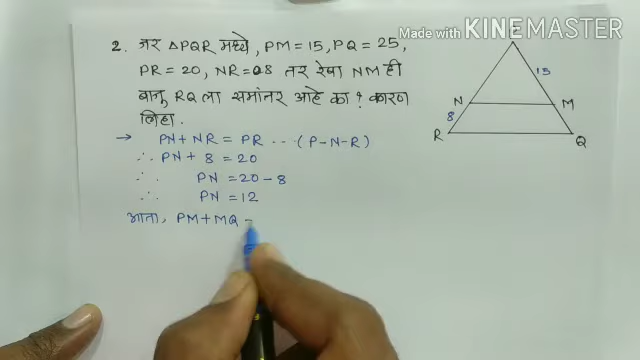 Made with KINEMASTER
2. जर △PQR मध्ये, PM = 15, PQ = 25,
PR = 20, NR = 8 तर रेषा NM ही
बाजू RQ ला समांतर आहे का? कारण
लिहा.
→ PN + NR = PR ... (P-N-R)
∴ PN + 8 = 20
∴ PN = 20 - 8
∴ PN = 12
आता, PM + MQ =
15
N M
8
R Q